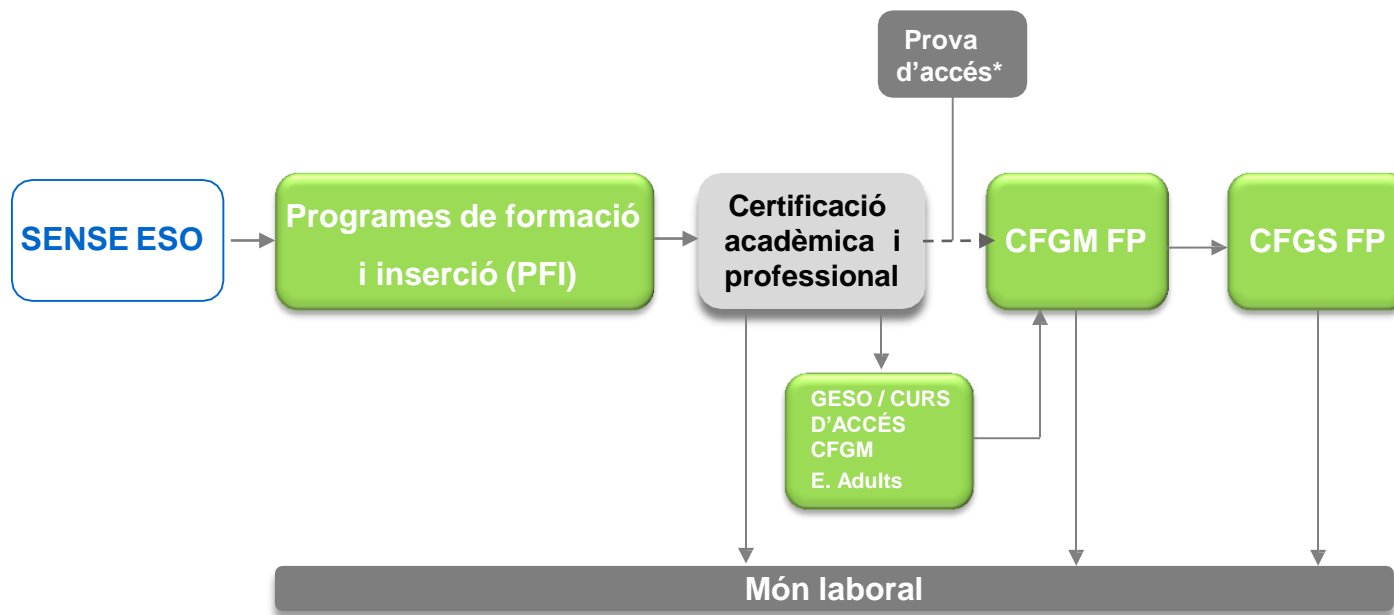 Prova
d’accés*
SENSE ESO
Programes de formació
i inserció (PFI)
Certificació
acadèmica i
professional
CFGM FP
CFGS FP
GESO / CURS
D’ACCÉS
CFGM
E. Adults
Món laboral